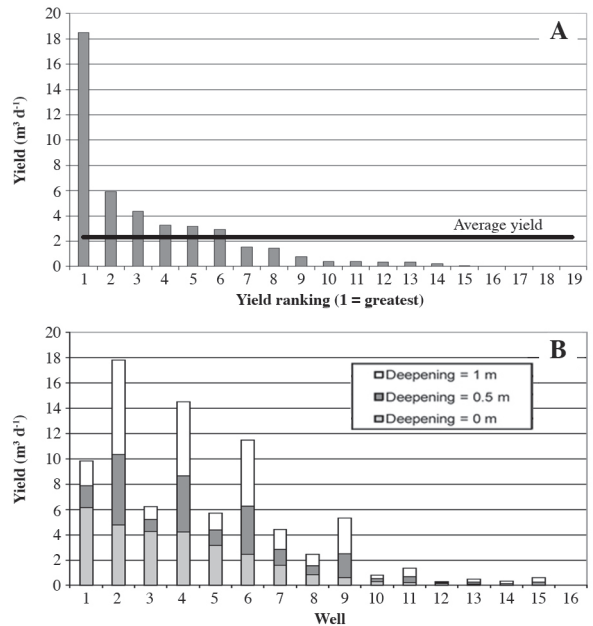 A
Yield (m³ d⁻¹)
20
18
16
14
12
10
8
6
4
2
0
Average yield
1 2 3 4 5 6 7 8 9 10 11 12 13 14 15 16 17 18 19
Yield ranking (1 = greatest)
B
Yield (m³ d⁻¹)
20
18
16
14
12
10
8
6
4
2
0
Deepening = 1 m
Deepening = 0.5 m
Deepening = 0 m
1 2 3 4 5 6 7 8 9 10 11 12 13 14 15 16
Well